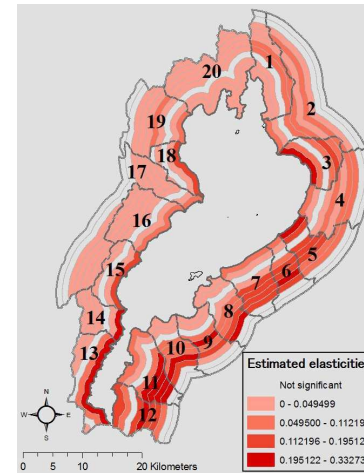 1
20
2
19
3
18
17
4
16
5
15
7
6
14
8
9
10
13
11
12
Estimated elasticitie
Not significant
0 - 0.049499
0.049500 - 0.11219
0.112196 - 0.19512
0.195122 - 0.33273
N
W E
S
0 5 10 20 Kilometers